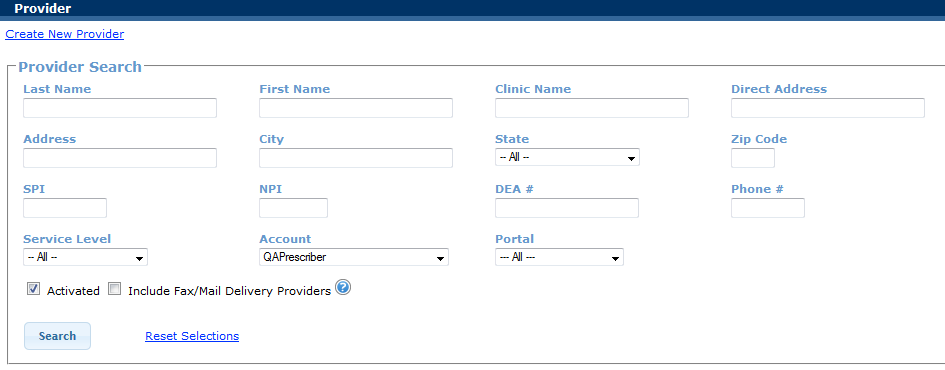 Provider
Create New Provider
Provider Search
Last Name First Name Clinic Name Direct Address
Address City State Zip Code
-- All --
SPI NPI DEA # Phone #
Service Level Account Portal
-- All -- QAPrescriber --- All ---
Activated Include Fax/Mail Delivery Providers ?
Search Reset Selections